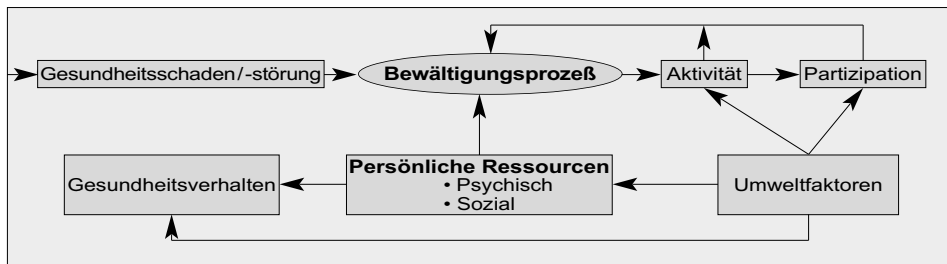 Gesundheitsschaden/-störung
Bewältigungsprozeß
Aktivität
Partizipation
Gesundheitsverhalten
Persönliche Ressourcen
• Psychisch
• Sozial
Umweltfaktoren